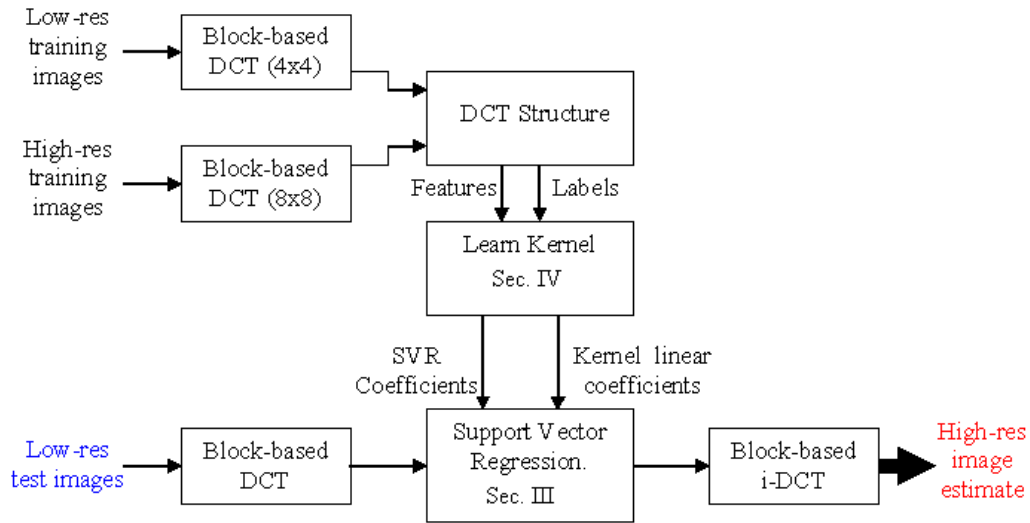 Low-res
training
images
Block-based
DCT (4x4)
DCT Structure
High-res
training
images
Block-based
DCT (8x8)
Features
Labels
Learn Kernel
Sec. IV
SVR
Coefficients
Kernel linear
coefficients
Low-res
test images
Block-based
DCT
Support Vector
Regression.
Sec. III
Block-based
i-DCT
High-res
image
estimate